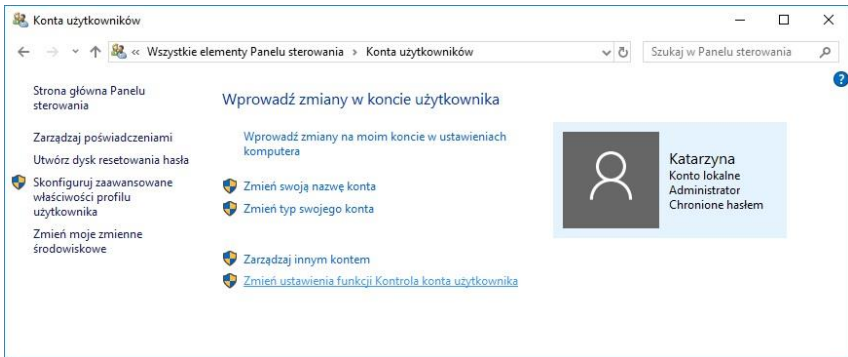 Konta użytkowników
« Wszystkie elementy Panelu sterowania > Konta użytkowników
Szukaj w Panelu sterowania
?
Strona główna Panelu
sterowania
Zarządzaj poświadczeniami
Utwórz dysk resetowania hasła
Skonfiguruj zaawansowane
właściwości profilu
użytkownika
Zmień moje zmienne
środowiskowe
Wprowadź zmiany w koncie użytkownika
Wprowadź zmiany na moim koncie w ustawieniach
komputera
Zmień swoją nazwę konta
Zmień typ swojego konta
Zarządzaj innym kontem
Zmień ustawienia funkcji Kontrola konta użytkownika
Katarzyna
Konto lokalne
Administrator
Chronione hasłem